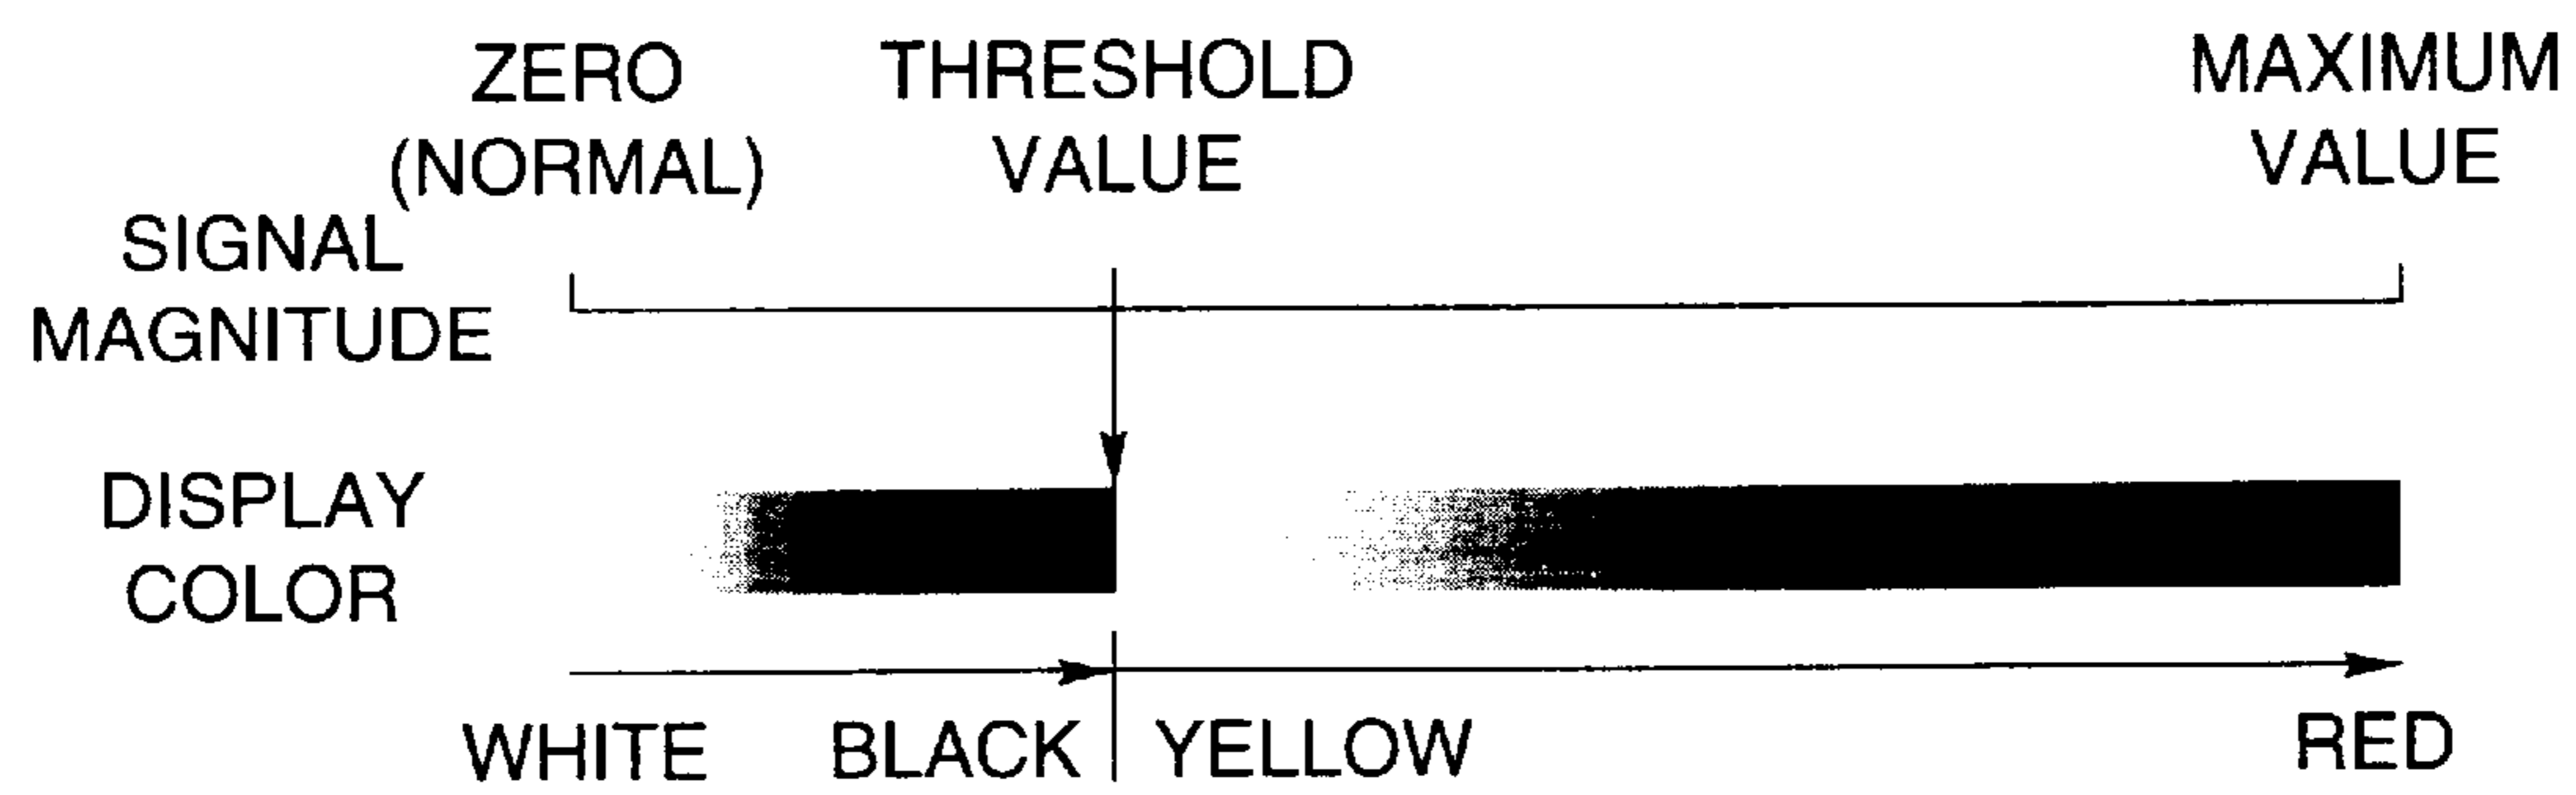 ZERO
(NORMAL)
THRESHOLD
VALUE
MAXIMUM
VALUE
SIGNAL
MAGNITUDE
DISPLAY
COLOR
WHITE BLACK YELLOW RED